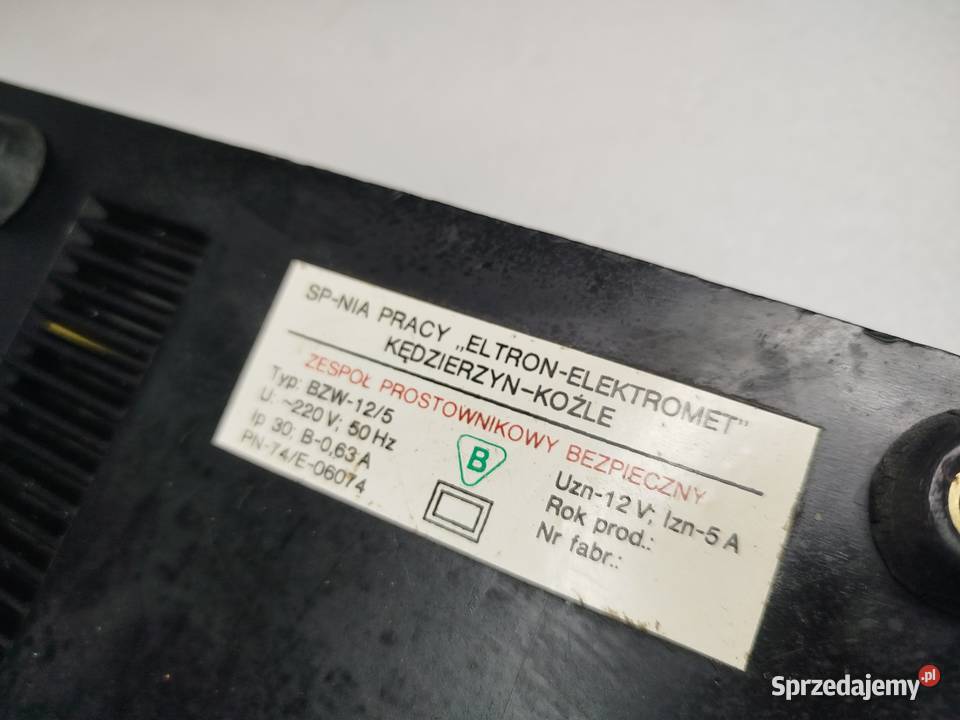 SP-NIA PRACY „ELTRON-ELEKTROMET”
KĘDZIERZYN-KOŹLE
ZESPÓŁ PROSTOWNIKOWY BEZPIECZNY
Typ: BZW-12/5
U: ~220 V; 50 Hz
Ip 30; B-0,63 A
PN-74/E-06074
B
Uzn-12 V; Izn-5 A
Rok prod.:
Nr fabr.:
Sprzedajemy.pl